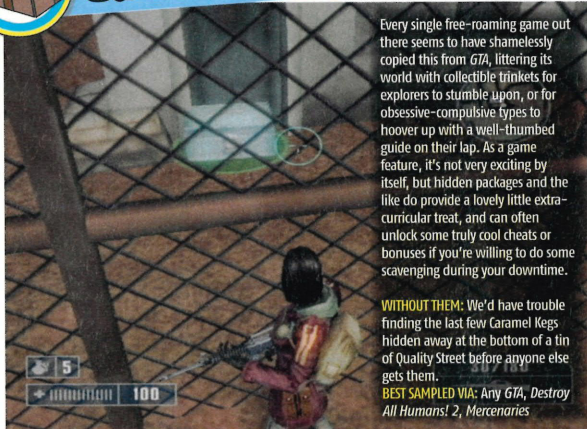 Every single free-roaming game out
there seems to have shamelessly
copied this from GTA, littering its
world with collectible trinkets for
explorers to stumble upon, or for
obsessive-compulsive types to
hoover up with a well-thumbed
guide on their lap. As a game
feature, it's not very exciting by
itself, but hidden packages and the
like do provide a lovely little extra-
curricular treat, and can often
unlock some truly cool cheats or
bonuses if you're willing to do some
scavenging during your downtime.
WITHOUT THEM: We'd have trouble
finding the last few Caramel Kegs
hidden away at the bottom of a tin
of Quality Street before anyone else
gets them.
BEST SAMPLED VIA: Any GTA, Destroy
All Humans! 2, Mercenaries
5
100